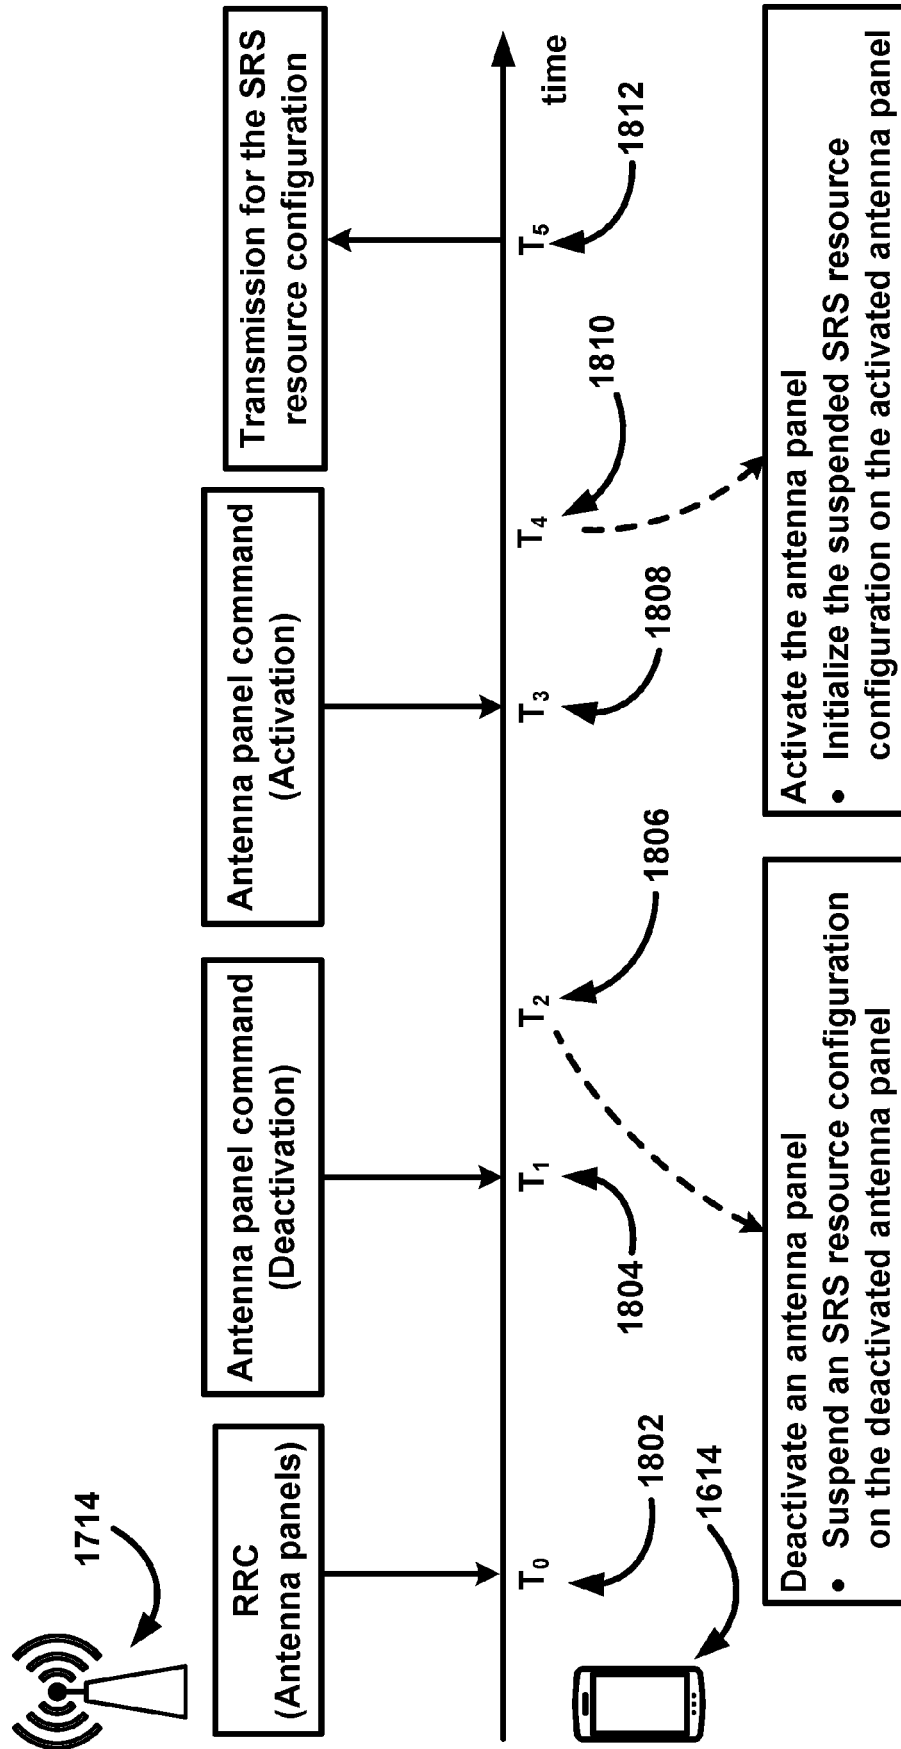 1714
RRC
(Antenna panels)
Antenna panel command
(Deactivation)
Antenna panel command
(Activation)
Transmission for the SRS
resource configuration
T0
T1
T2
T3
T4
T5
time
1802
1804
1806
1808
1810
1812
1614
Deactivate an antenna panel
• Suspend an SRS resource configuration
on the deactivated antenna panel
Activate the antenna panel
• Initialize the suspended SRS resource
configuration on the activated antenna panel